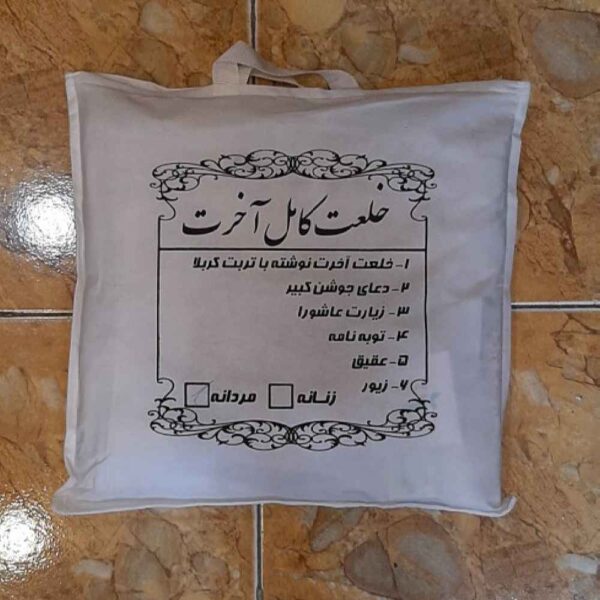 خلعت کامل آخرت
۱- خلعت آخرت نوشته با تربت کربلا
۲- دعای جوشن کبیر
۳- زیارت عاشورا
۴- توبه نامه
۵- عقیق
۶- زیور
زنانه مردانه